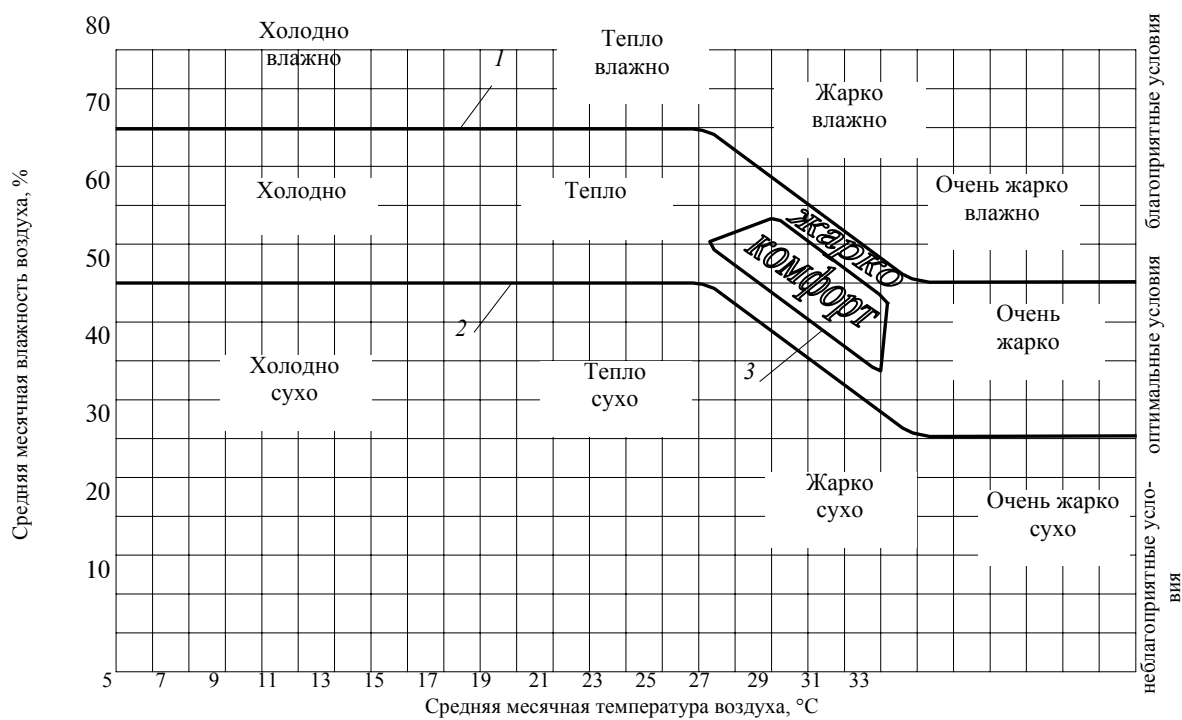 80
70
60
50
40
30
20
10
Средняя месячная влажность воздуха, %
Холодно
влажно
1
Тепло
влажно
Жарко
влажно
Холодно
Тепло
Очень жарко
влажно
жарко
комфорт
2
3
Очень
жарко
Холодно
сухо
Тепло
сухо
Жарко
сухо
Очень жарко
сухо
благоприятные условия
оптимальные условия
неблагоприятные усло-
вия
5 7 9 11 13 15 17 19 21 23 25 27 29 31 33
Средняя месячная температура воздуха, °С